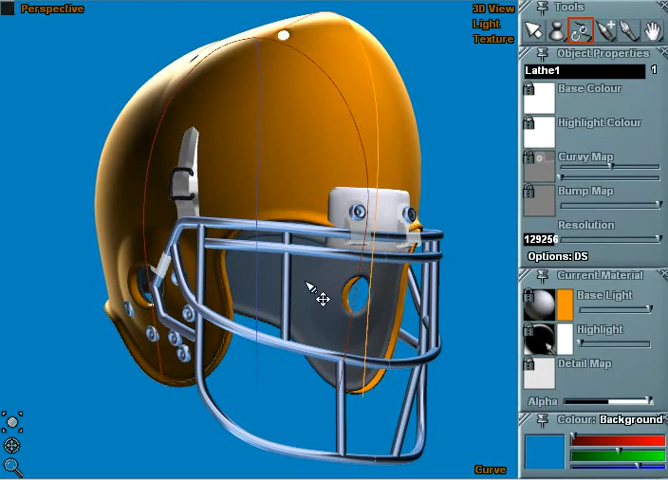 Perspective
3D View
Light
Texture
Curve
Tools
Object Properties
Lathe1 1
Base Colour
Highlight Colour
Curvy Map
Bump Map
Resolution
129256
Options: DS
Current Material
Base Light
Highlight
Detail Map
Alpha
Colour: Background